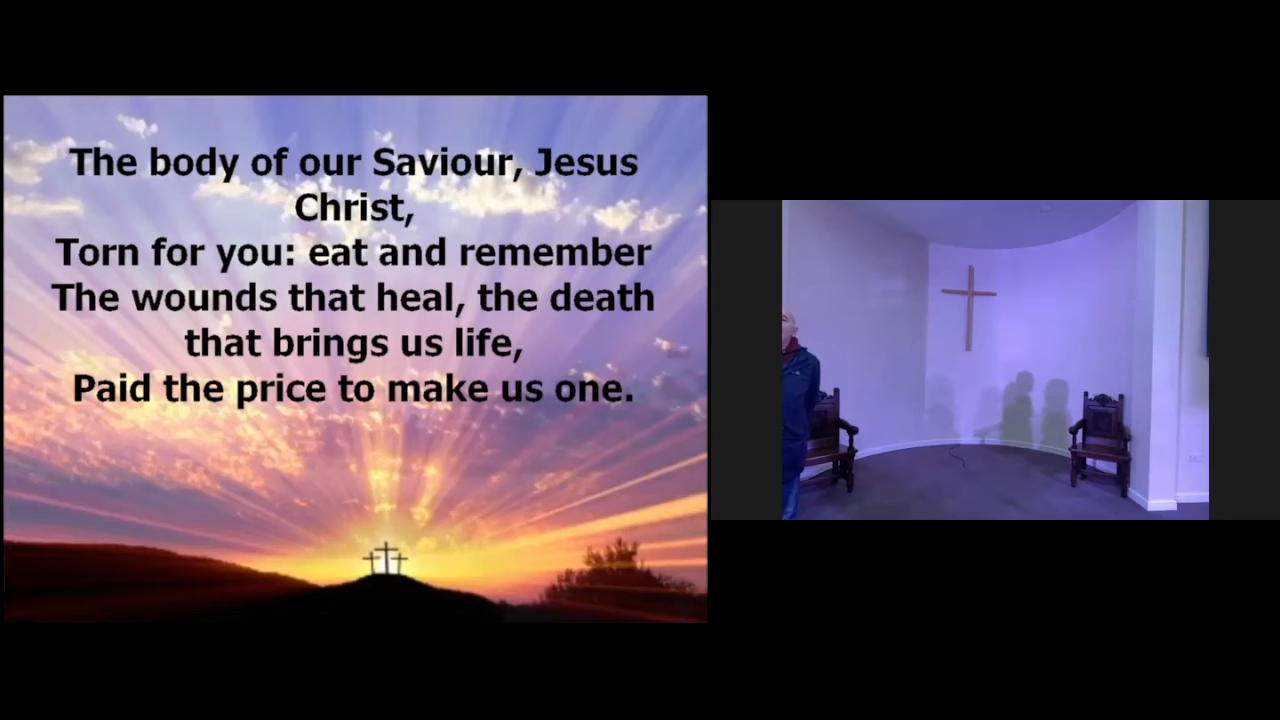 The body of our Saviour, Jesus
Christ,
Torn for you: eat and remember
The wounds that heal, the death
that brings us life,
Paid the price to make us one.